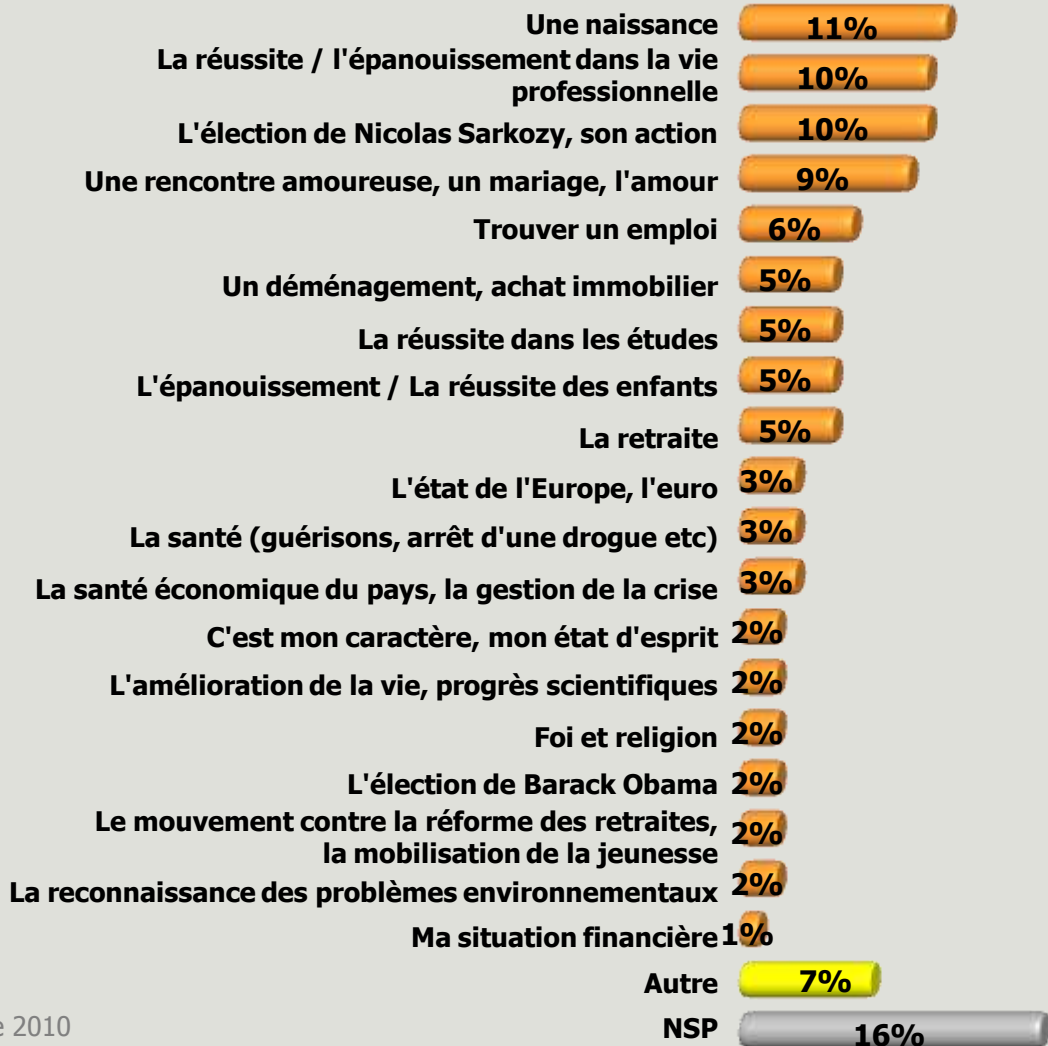 Une naissance 11%
La réussite / l'épanouissement dans la vie
professionnelle 10%
L'élection de Nicolas Sarkozy, son action 10%
Une rencontre amoureuse, un mariage, l'amour 9%
Trouver un emploi 6%
Un déménagement, achat immobilier 5%
La réussite dans les études 5%
L'épanouissement / La réussite des enfants 5%
La retraite 5%
L'état de l'Europe, l'euro 3%
La santé (guérisons, arrêt d'une drogue etc) 3%
La santé économique du pays, la gestion de la crise 3%
C'est mon caractère, mon état d'esprit 2%
L'amélioration de la vie, progrès scientifiques 2%
Foi et religion 2%
L'élection de Barack Obama 2%
Le mouvement contre la réforme des retraites,
la mobilisation de la jeunesse 2%
La reconnaissance des problèmes environnementaux 2%
Ma situation financière 1%
Autre 7%
NSP 16%
2010